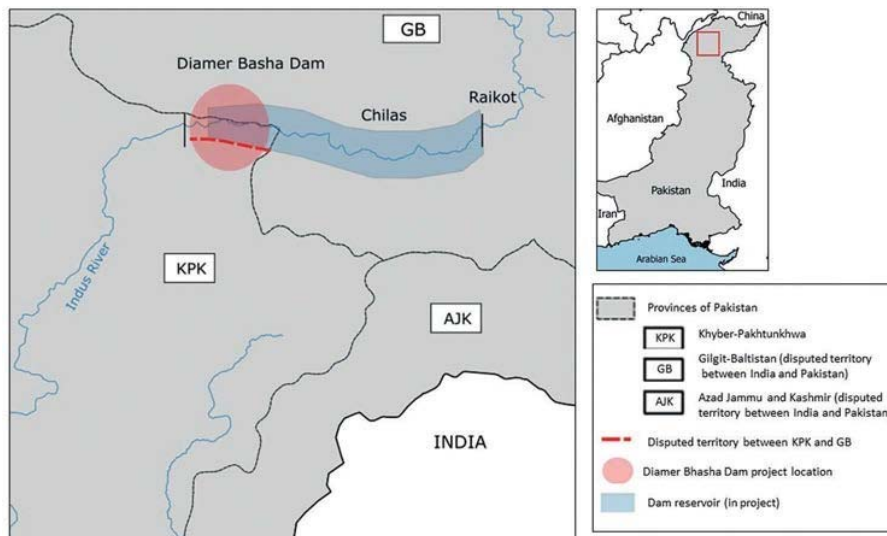 GB
Diamer Basha Dam
Raikot
Chilas
Indus River
KPK
AJK
INDIA
China
Afghanistan
Pakistan
India
Iran
Arabian Sea
Provinces of Pakistan
KPK
Khyber-Pakhtunkhwa
GB
Gilgit-Baltistan (disputed territory
between India and Pakistan)
AJK
Azad Jammu and Kashmir (disputed
territory between India and Pakistan
Disputed territory between KPK and GB
Diamer Bhasha Dam project location
Dam reservoir (in project)